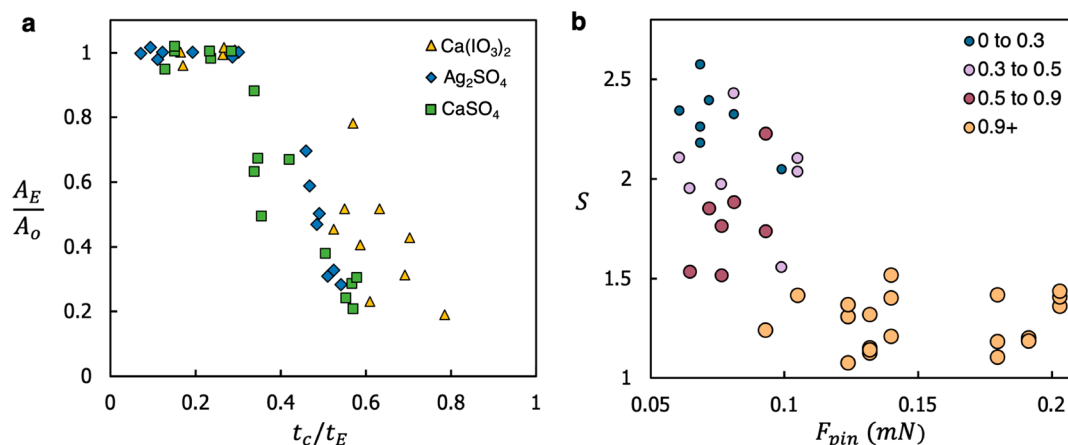 a
1
0.8
0.6
0.4
0.2
0
A_E
A_o
Ca(IO₃)₂
Ag₂SO₄
CaSO₄
0 0.2 0.4 0.6 0.8 1
t_c/t_E
b
2.5
2
1.5
1
S
0 to 0.3
0.3 to 0.5
0.5 to 0.9
0.9+
0.05 0.1 0.15 0.2
F_pin (mN)